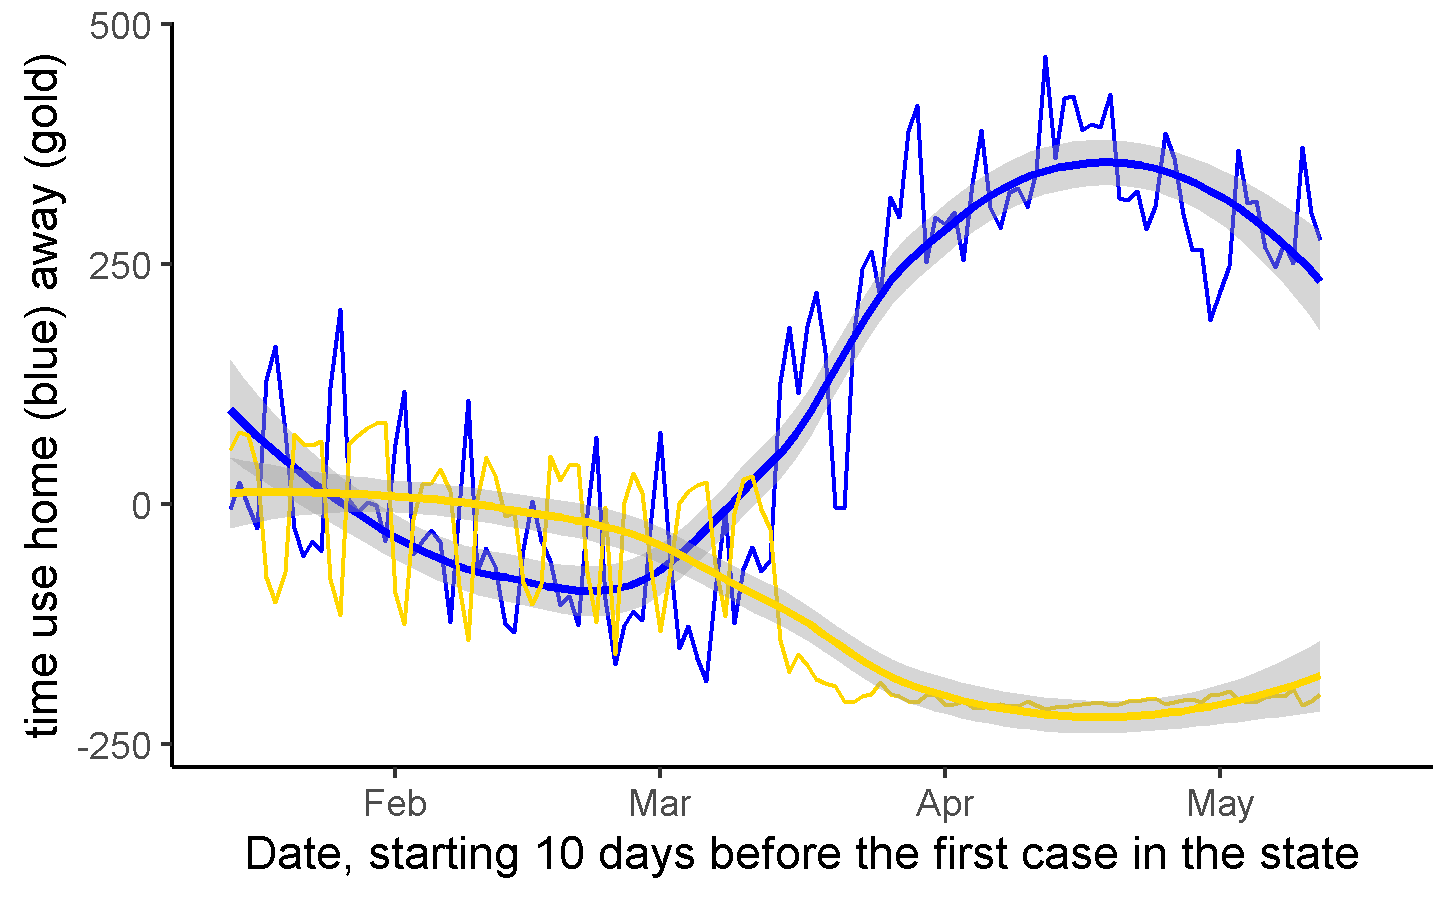 time use home (blue) away (gold)
500
250
0
-250
Feb Mar Apr May
Date, starting 10 days before the first case in the state